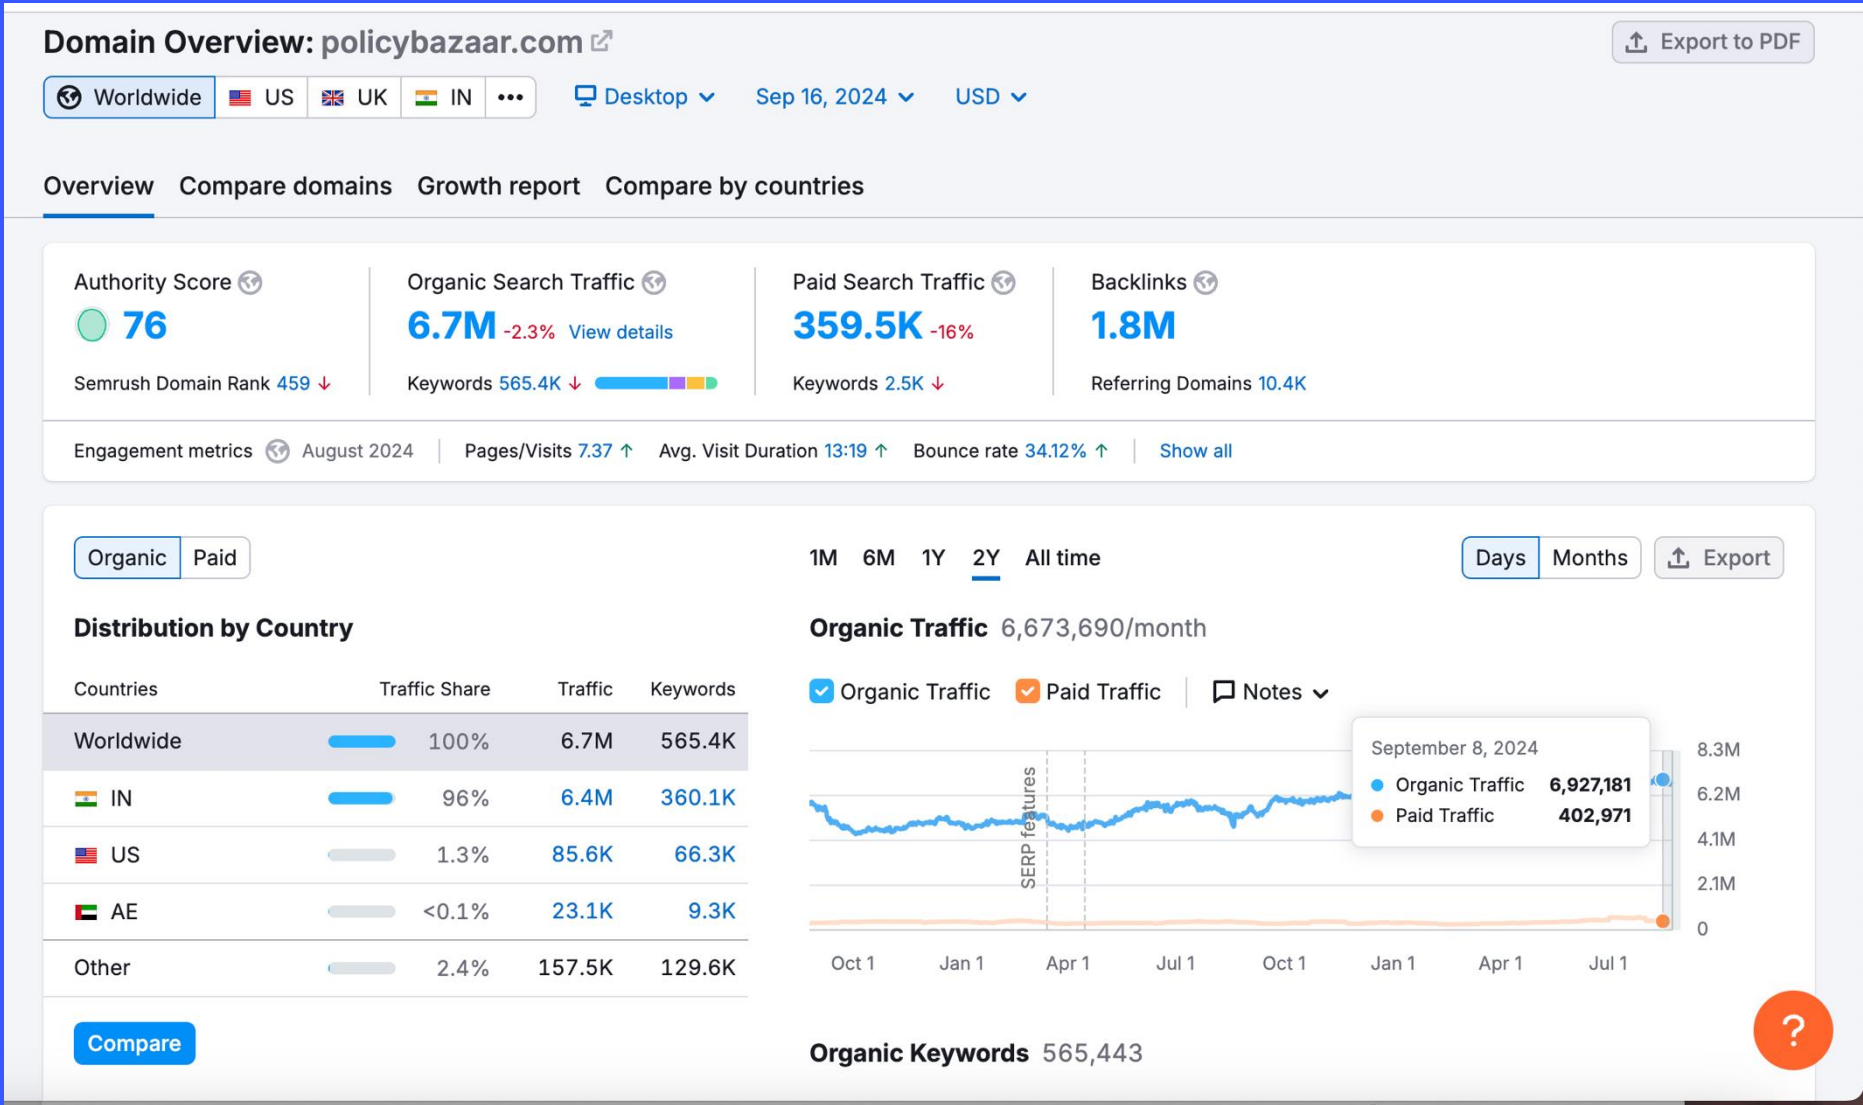 Domain Overview: policybazaar.com
Export to PDF
Worldwide US UK IN •••
Desktop Sep 16, 2024 USD
Overview Compare domains Growth report Compare by countries
Authority Score Organic Search Traffic Paid Search Traffic Backlinks
76 6.7M -2.3% View details 359.5K -16% 1.8M
Semrush Domain Rank 459 ↓ Keywords 565.4K ↓ Keywords 2.5K ↓ Referring Domains 10.4K
Engagement metrics August 2024 Pages/Visits 7.37 ↑ Avg. Visit Duration 13:19 ↑ Bounce rate 34.12% ↑ Show all
Organic Paid
Distribution by Country
Countries Traffic Share Traffic Keywords
Worldwide 100% 6.7M 565.4K
IN 96% 6.4M 360.1K
US 1.3% 85.6K 66.3K
AE <0.1% 23.1K 9.3K
Other 2.4% 157.5K 129.6K
Compare
1M 6M 1Y 2Y All time
Days Months Export
Organic Traffic 6,673,690/month
Organic Traffic Paid Traffic Notes
September 8, 2024
Organic Traffic 6,927,181
Paid Traffic 402,971
SERP features
8.3M
6.2M
4.1M
2.1M
0
Oct 1 Jan 1 Apr 1 Jul 1 Oct 1 Jan 1 Apr 1 Jul 1
Organic Keywords 565,443
?